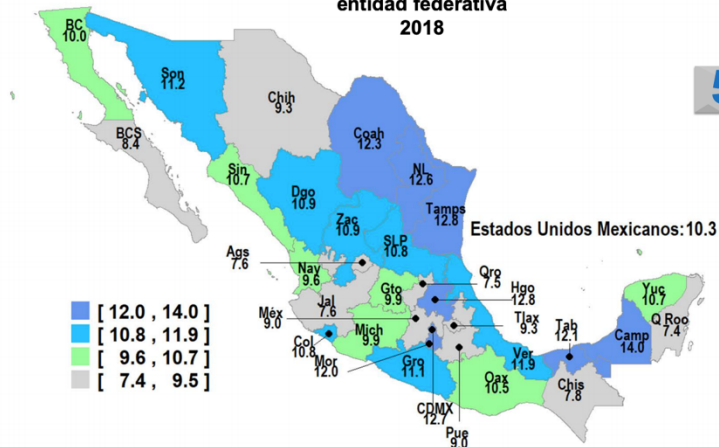 entidad federativa
2018
BC
10.0
Son
11.2
Chih
9.3
5
Coah
12.3
BCS
8.4
NL
12.6
Sin
10.7
Dgo
10.9
Tamps
12.8
Zac
10.9
Estados Unidos Mexicanos:10.3
SLP
10.8
Ags
7.6
Nay
9.6
Qro
7.5
Gto
9.9
Hgo
12.8
Yuc
10.7
Jal
7.6
Méx
9.0
Tlax
9.3
Q Roo
7.4
Tab
12.1
Camp
14.0
Mich
9.9
Col
10.8
Mor
12.0
Gro
11.1
Ver
11.9
Oax
10.5
Chis
7.8
CDMX
12.7
Pue
9.0
[ 12.0 , 14.0 ]
[ 10.8 , 11.9 ]
[ 9.6 , 10.7 ]
[ 7.4 , 9.5 ]